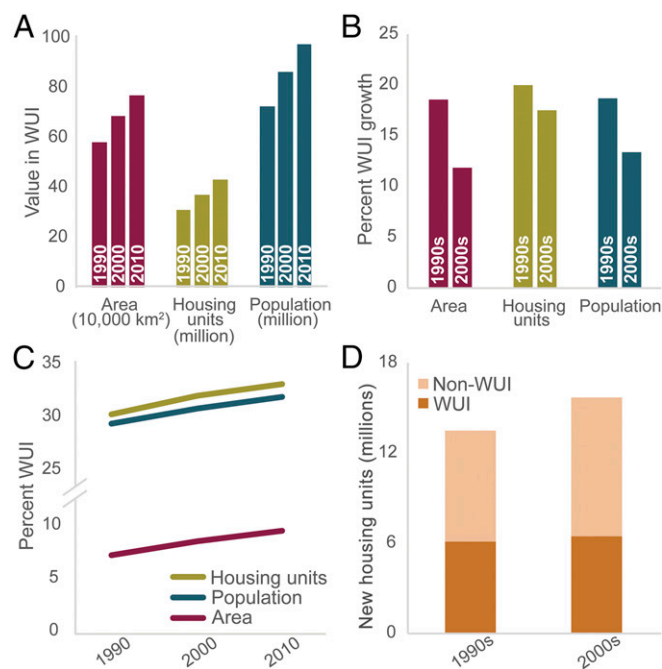 A
Value in WUI
100
80
60
40
20
0
1990
2000
2010
1990
2000
2010
1990
2000
2010
Area
(10,000 km²)
Housing
units
(million)
Population
(million)
B
Percent WUI growth
25
20
15
10
5
0
1990s
2000s
1990s
2000s
1990s
2000s
Area
Housing
units
Population
C
Percent WUI
35
30
25
10
5
0
Housing units
Population
Area
1990
2000
2010
D
New housing units (millions)
18
12
6
0
Non-WUI
WUI
1990s
2000s